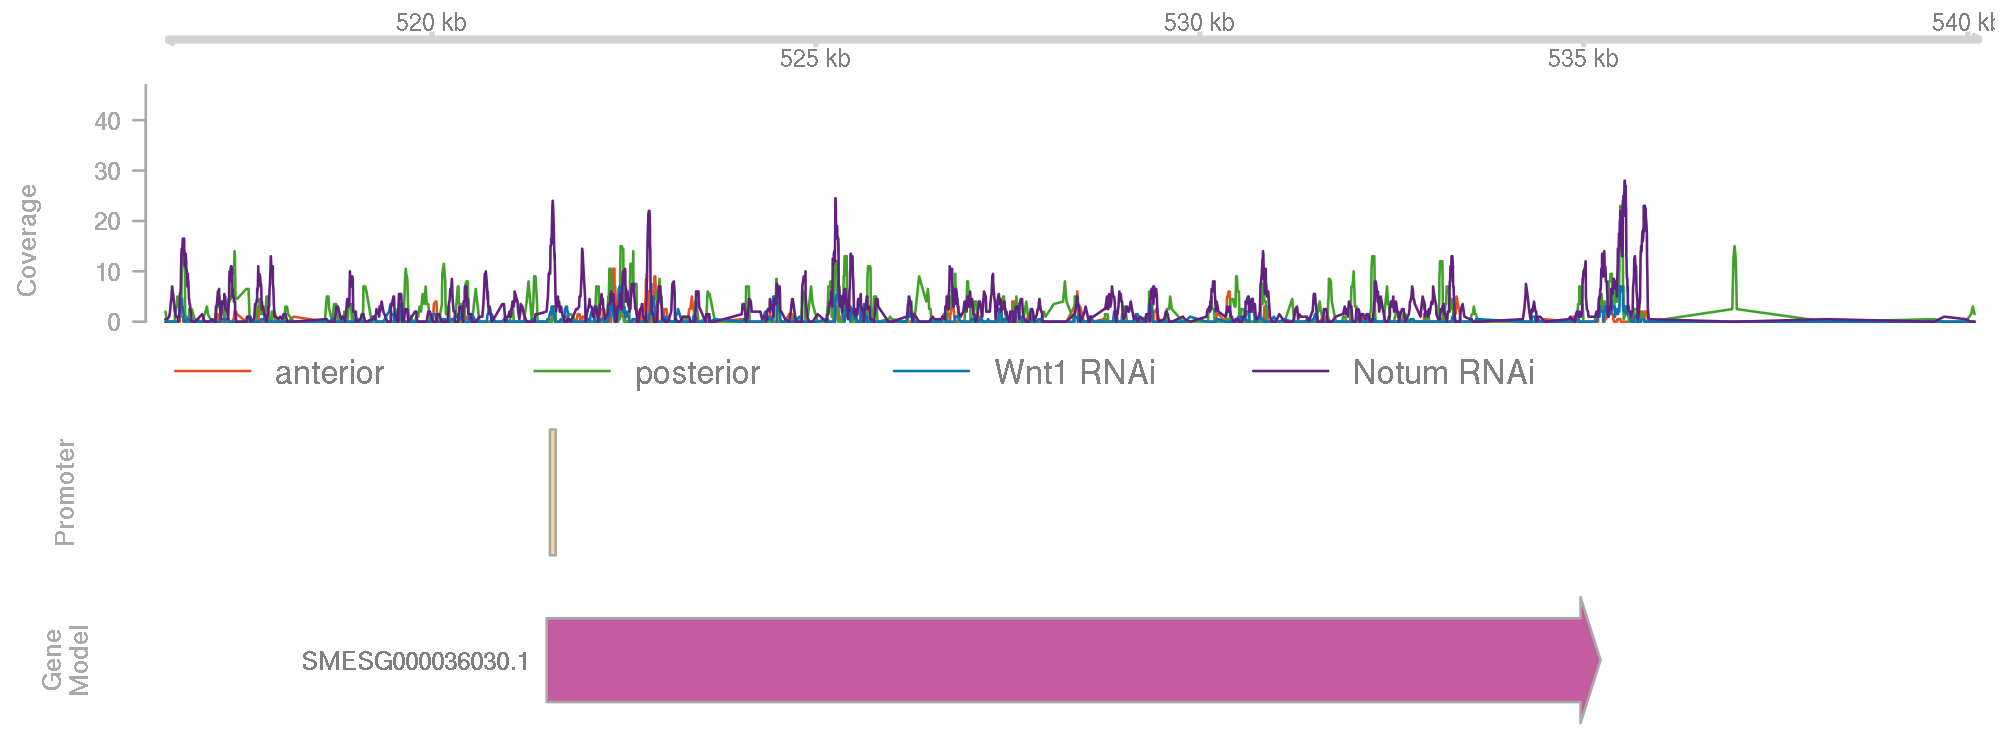 520 kb 530 kb 540 kb
525 kb 535 kb
Coverage
40
30
20
10
0
anterior posterior Wnt1 RNAi Notum RNAi
Promoter
Gene
Model
SMESG000036030.1